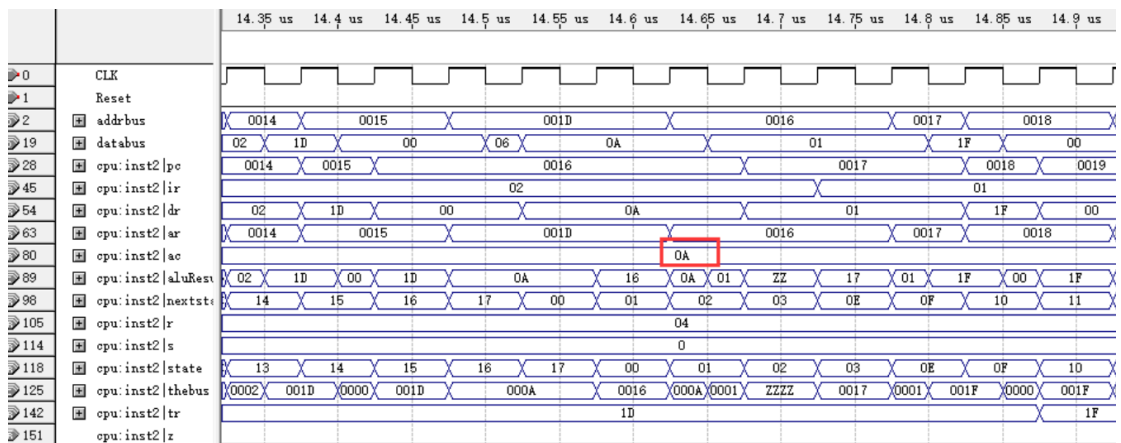 14.35 us 14.4 us 14.45 us 14.5 us 14.55 us 14.6 us 14.65 us 14.7 us 14.75 us 14.8 us 14.85 us 14.9 us
0 CLK
1 Reset
2 addrbus 0014 0015 001D 0016 0017 0018
19 databus 02 1D 00 06 0A 01 1F 00
28 cpu:inst2|pc 0014 0015 0016 0017 0018 0019
45 cpu:inst2|ir 02 01
54 cpu:inst2|dr 02 1D 00 0A 01 1F 00
63 cpu:inst2|ar 0014 0015 001D 0016 0017 0018
80 cpu:inst2|ac 0A
89 cpu:inst2|aluResu 02 1D 00 1D 0A 16 0A 01 ZZ 17 01 1F 00 1F
98 cpu:inst2|nextsta 14 15 16 17 00 01 02 03 0E 0F 10 11
105 cpu:inst2|r 04
114 cpu:inst2|s 0
118 cpu:inst2|state 13 14 15 16 17 00 01 02 03 0E 0F 10
125 cpu:inst2|thebus 0002 001D 0000 001D 000A 0016 000A 0001 ZZZZ 0017 0001 001F 0000 001F
142 cpu:inst2|tr 1D 1F
151 cpu:inst2|z